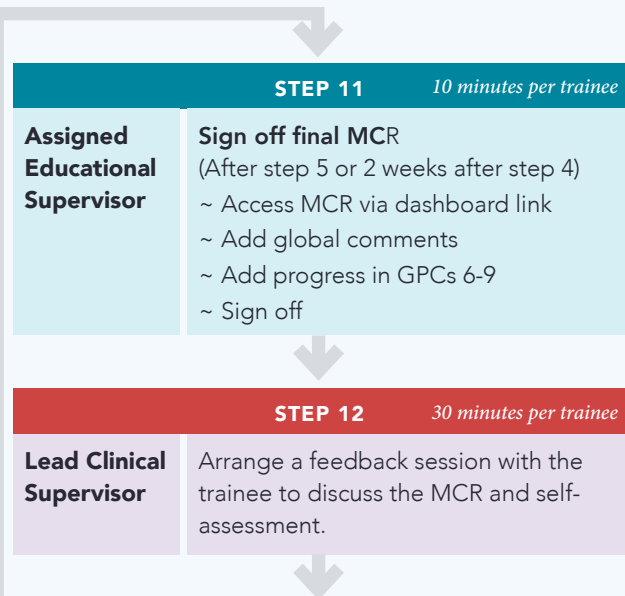 STEP 11 10 minutes per trainee
Assigned
Educational
Supervisor
Sign off final MCR
(After step 5 or 2 weeks after step 4)
~ Access MCR via dashboard link
~ Add global comments
~ Add progress in GPCs 6-9
~ Sign off
STEP 12 30 minutes per trainee
Lead Clinical
Supervisor
Arrange a feedback session with the
trainee to discuss the MCR and self-
assessment.